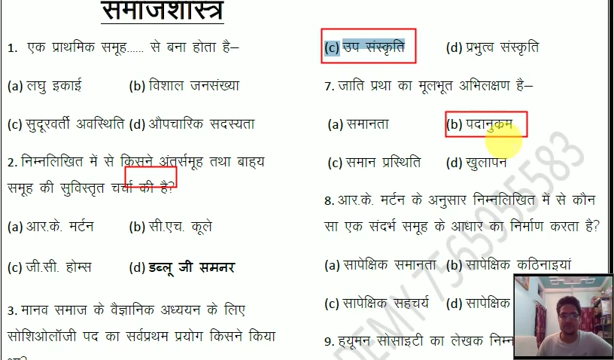 समाजशास्त्र
1. एक प्राथमिक समूह...... से बना होता है–
(a) लघु इकाई (b) विशाल जनसंख्या
(c) सुदूरवर्ती अवस्थिति (d) औपचारिक सदस्यता
2. निम्नलिखित में से किसने अंतर्समूह तथा बाह्य
समूह की सुविस्तृत चर्चा की है?
(a) आर.के. मर्टन (b) सी.एच. कूले
(c) जी.सी. होम्स (d) डब्लू जी समनर
3. मानव समाज के वैज्ञानिक अध्ययन के लिए
सोशिओलॉजी पद का सर्वप्रथम प्रयोग किसने किया
(c) उप संस्कृति (d) प्रभुत्व संस्कृति
7. जाति प्रथा का मूलभूत अभिलक्षण है–
(a) समानता (b) पदानुकम
(c) समान प्रस्थिति (d) खुलापन
8. आर.के. मर्टन के अनुसार निम्नलिखित में से कौन
सा एक संदर्भ समूह के आधार का निर्माण करता है?
(a) सापेक्षिक समानता (b) सापेक्षिक कठिनाइयां
(c) सापेक्षिक सहचर्य (d) सापेक्षिक
9. हयूमन सोसाइटी का लेखक